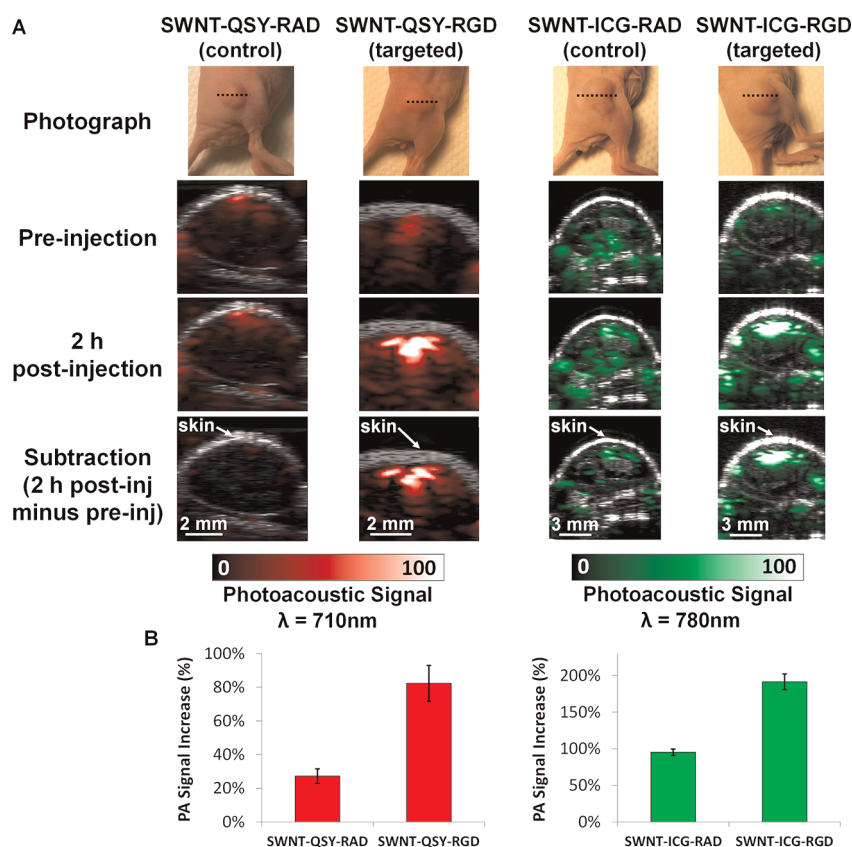 A
SWNT-QSY-RAD
(control)
SWNT-QSY-RGD
(targeted)
SWNT-ICG-RAD
(control)
SWNT-ICG-RGD
(targeted)
Photograph
Pre-injection
2 h
post-injection
Subtraction
(2 h post-inj
minus pre-inj)
skin
2 mm
skin
2 mm
skin
3 mm
skin
3 mm
0 100
Photoacoustic Signal
λ = 710nm
0 100
Photoacoustic Signal
λ = 780nm
B
PA Signal Increase (%)
100%
80%
60%
40%
20%
0%
SWNT-QSY-RAD SWNT-QSY-RGD
PA Signal Increase (%)
200%
150%
100%
50%
0%
SWNT-ICG-RAD SWNT-ICG-RGD